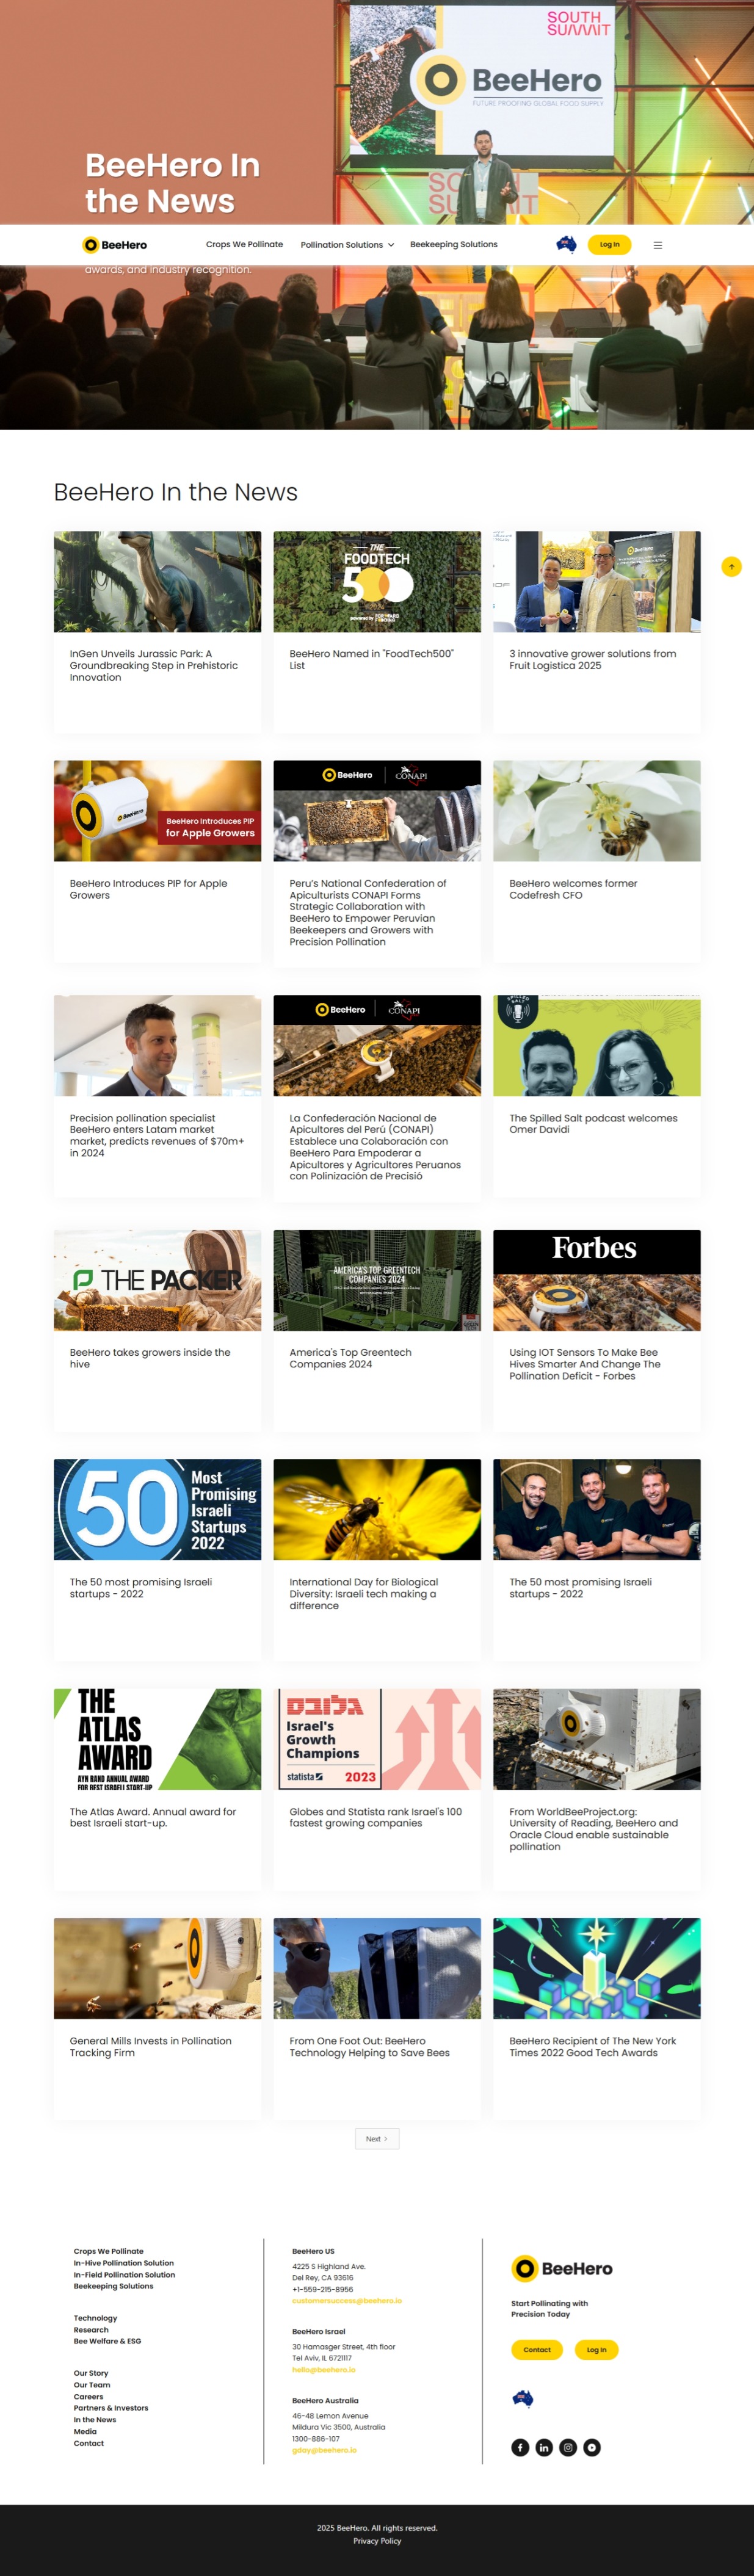 SOUTH
SUMMIT
BeeHero
FUTURE PROOFING GLOBAL FOOD SUPPLY
BeeHero In
the News
BeeHero
Crops We Pollinate
Pollination Solutions
Beekeeping Solutions
Log In
awards, and industry recognition.
BeeHero In the News
THE
FOODTECH
500
powered by
BeeHero
InGen Unveils Jurassic Park: A
Groundbreaking Step in Prehistoric
Innovation
BeeHero Named in "FoodTech500"
List
3 innovative grower solutions from
Fruit Logistica 2025
BeeHero
BeeHero Introduces PIP
for Apple Growers
BeeHero
CONAPI
BeeHero Introduces PIP for Apple
Growers
Peru's National Confederation of
Apiculturists CONAPI Forms
Strategic Collaboration with
BeeHero to Empower Peruvian
Beekeepers and Growers with
Precision Pollination
BeeHero welcomes former
Codefresh CFO
BeeHero
CONAPI
SPILLED
SALT
Precision pollination specialist
BeeHero enters Latam market
market, predicts revenues of $70m+
in 2024
La Confederación Nacional de
Apicultores del Perú (CONAPI)
Establece una Colaboración con
BeeHero Para Empoderar a
Apicultores y Agricultores Peruanos
con Polinización de Precisió
The Spilled Salt podcast welcomes
Omer Davidi
THE PACKER
AMERICA'S TOP GREENTECH
COMPANIES 2024
Forbes
BeeHero takes growers inside the
hive
America's Top Greentech
Companies 2024
Using IOT Sensors To Make Bee
Hives Smarter And Change The
Pollination Deficit - Forbes
50
Most
Promising
Israeli
Startups
2022
The 50 most promising Israeli
startups - 2022
International Day for Biological
Diversity: Israeli tech making a
difference
The 50 most promising Israeli
startups - 2022
THE
ATLAS
AWARD
AYN RAND ANNUAL AWARD
FOR BEST ISRAELI START-UP
גלובס
Israel's
Growth
Champions
statista
2023
The Atlas Award. Annual award for
best Israeli start-up.
Globes and Statista rank Israel's 100
fastest growing companies
From WorldBeeProject.org:
University of Reading, BeeHero and
Oracle Cloud enable sustainable
pollination
General Mills Invests in Pollination
Tracking Firm
From One Foot Out: BeeHero
Technology Helping to Save Bees
BeeHero Recipient of The New York
Times 2022 Good Tech Awards
Next
Crops We Pollinate
In-Hive Pollination Solution
In-Field Pollination Solution
Beekeeping Solutions
Technology
Research
Bee Welfare & ESG
Our Story
Our Team
Careers
Partners & Investors
In the News
Media
Contact
BeeHero US
4225 S Highland Ave.
Del Rey, CA 93616
+1-559-215-8956
customersuccess@beehero.io
BeeHero Israel
30 Hamasger Street, 4th floor
Tel Aviv, IL 6721117
hello@beehero.io
BeeHero Australia
46-48 Lemon Avenue
Mildura Vic 3500, Australia
1300-886-107
gday@beehero.io
BeeHero
Start Pollinating with
Precision Today
Contact
Log In
2025 BeeHero. All rights reserved.
Privacy Policy